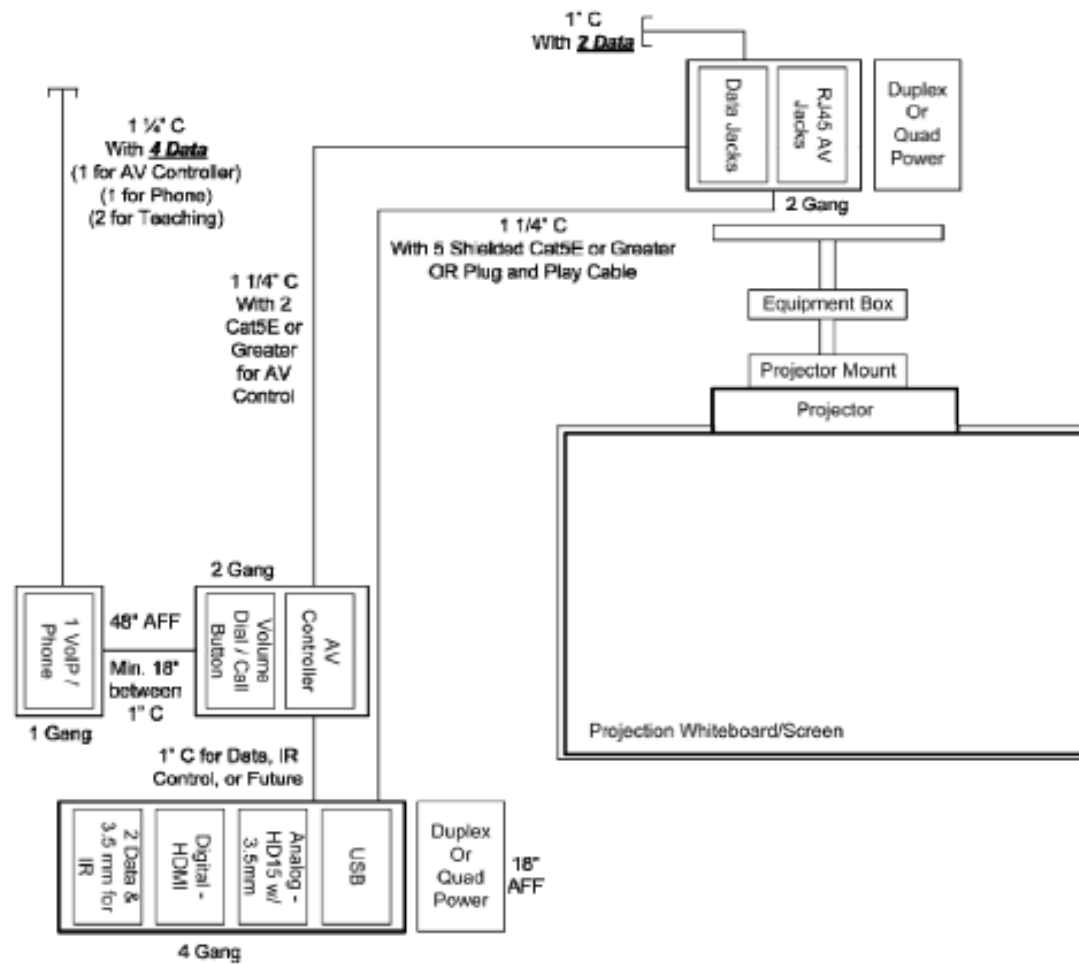 1" C
With 2 Data
Data Jacks
RJ45 AV
Jacks
Duplex
Or
Quad
Power
2 Gang
1 ¼" C
With 4 Data
(1 for AV Controller)
(1 for Phone)
(2 for Teaching)
1 1/4" C
With 5 Shielded Cat5E or Greater
OR Plug and Play Cable
1 1/4" C
With 2
Cat5E or
Greater
for AV
Control
Equipment Box
Projector Mount
Projector
Projection Whiteboard/Screen
2 Gang
1 VoIP /
Phone
48" AFF
Min. 18"
between
1" C
Volume
Dial / Call
Button
AV
Controller
1 Gang
1" C for Data, IR
Control, or Future
2 Data &
3.5 mm for
IR
Digital -
HDMI
Analog -
HD15 w/
3.5mm
USB
Duplex
Or
Quad
Power
18"
AFF
4 Gang